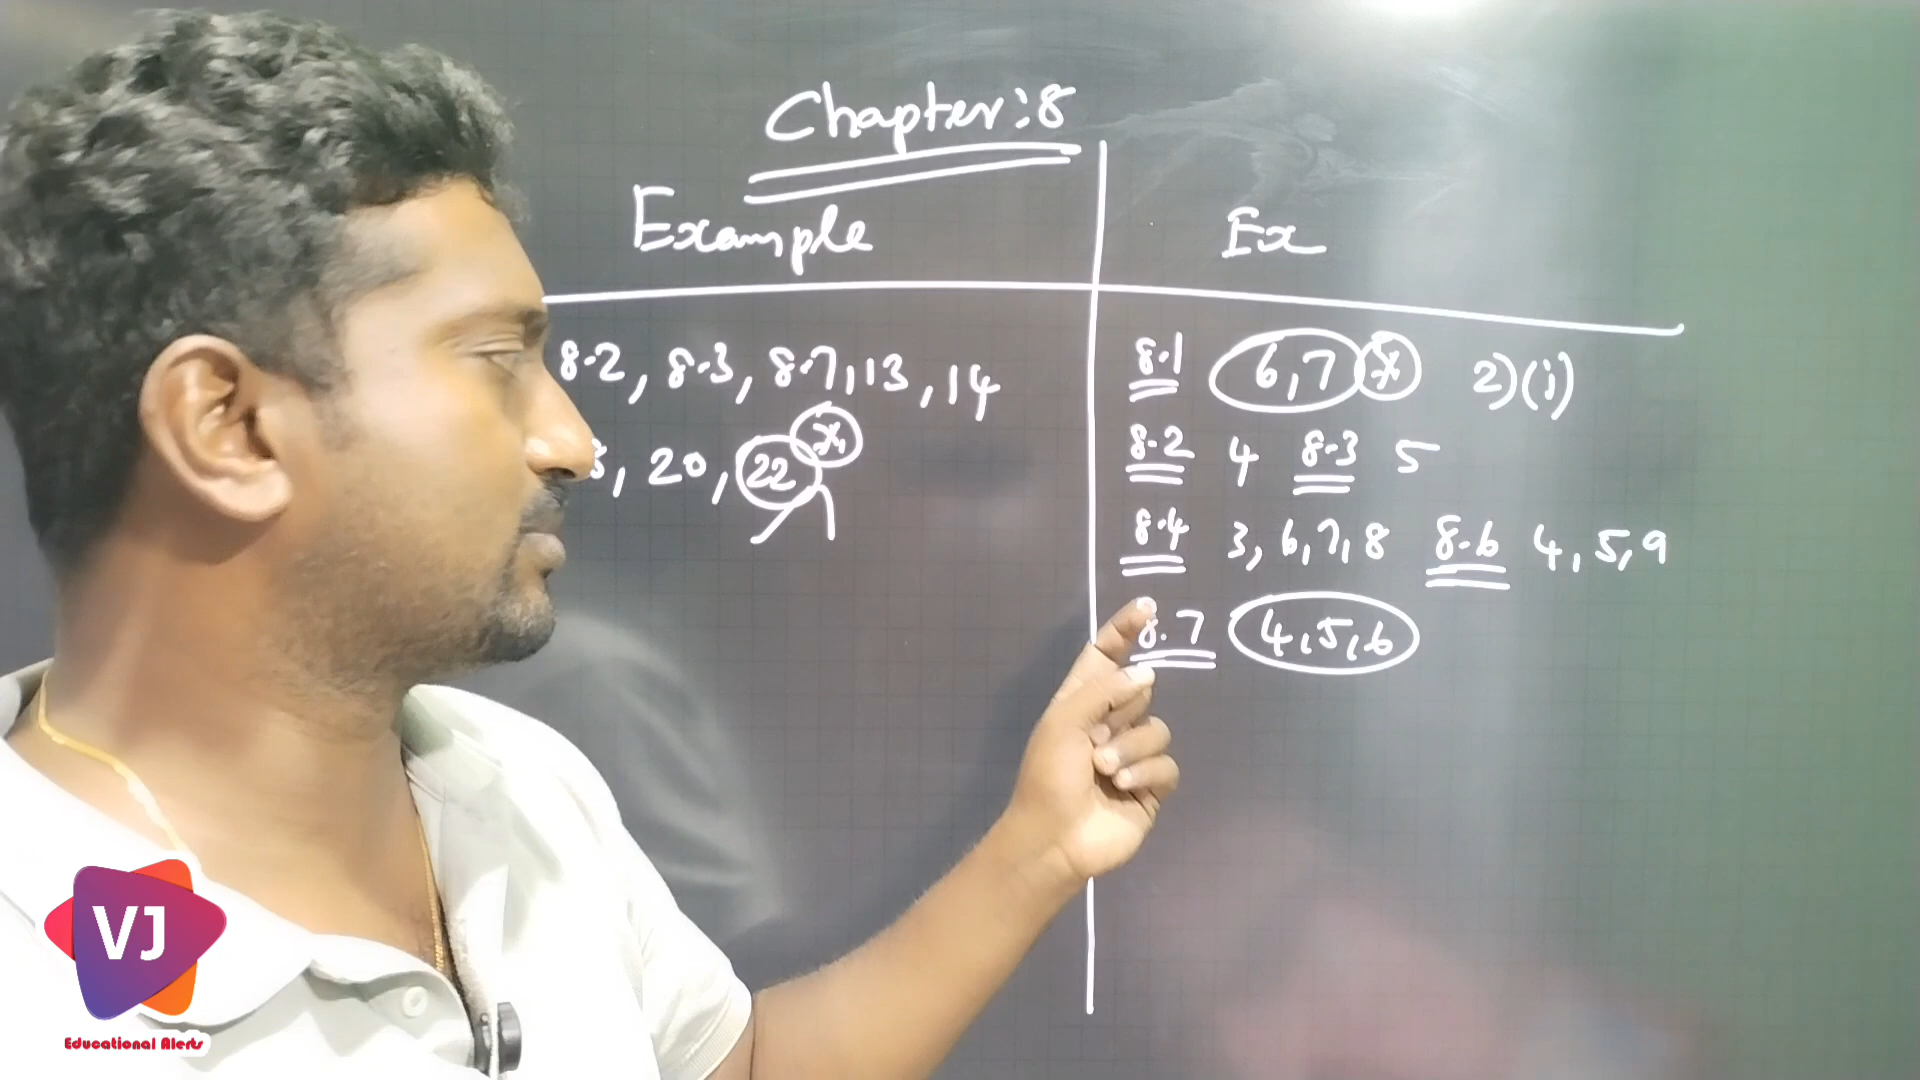 Chapter:8
Example
Ex
8.2, 8.3, 8.7, 13, 14
20, 22
8.1 6,7 * 2)(i)
8.2 4 8.3 5
8.4 3,6,7,8 8.6 4,5,9
8.7 4,5,6
VJ
Educational Alerts